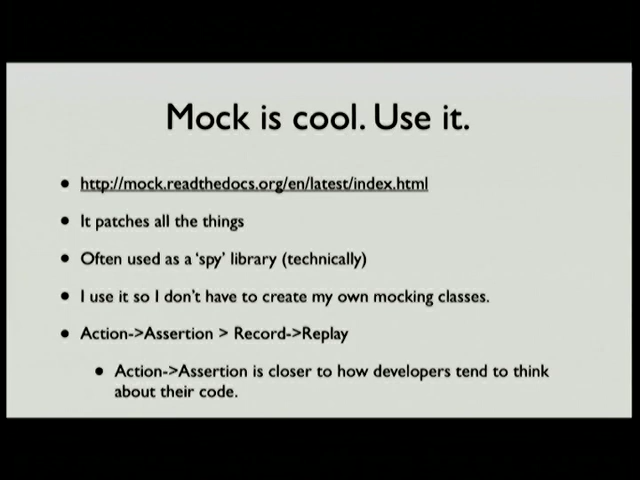 Mock is cool. Use it.
• http://mock.readthedocs.org/en/latest/index.html
• It patches all the things
• Often used as a 'spy' library (technically)
• I use it so I don't have to create my own mocking classes.
• Action->Assertion > Record->Replay
• Action->Assertion is closer to how developers tend to think
about their code.